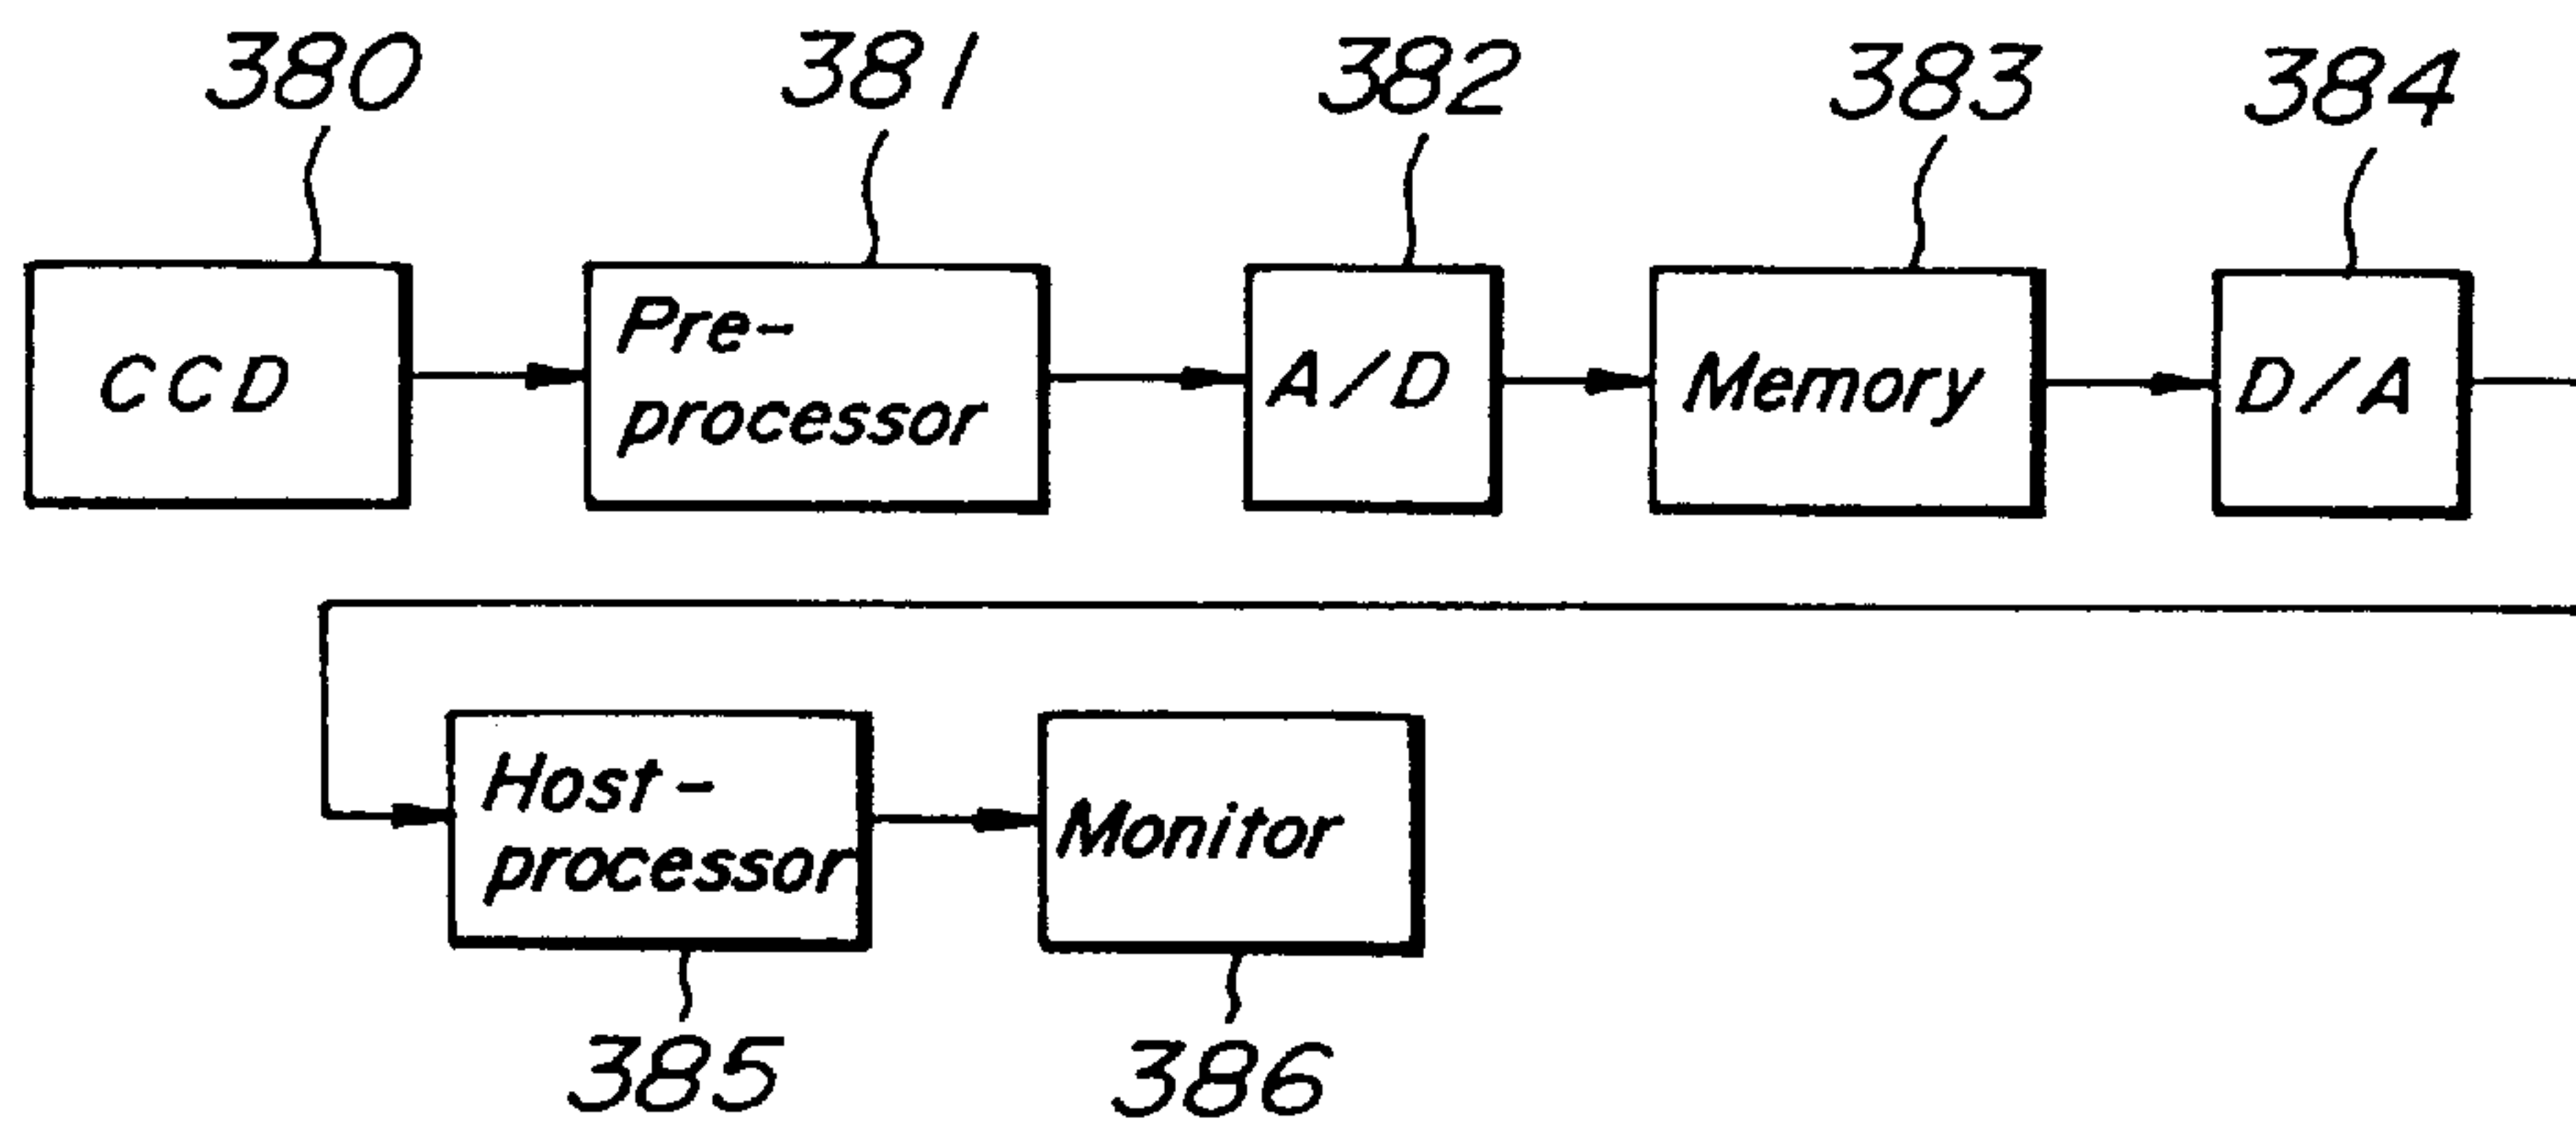 380 381 382 383 384
CCD
Pre-
processor
A/D
Memory
D/A
Host-
processor
Monitor
385 386